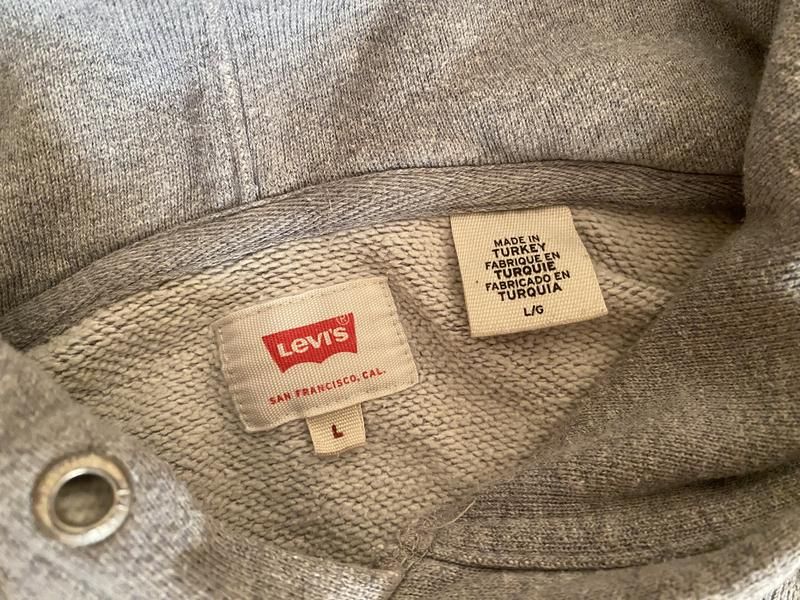 MADE IN
TURKEY
FABRIQUE EN
TURQUIE
FABRICADO EN
TURQUIA
L/G
Levi's®
SAN FRANCISCO, CAL.
L